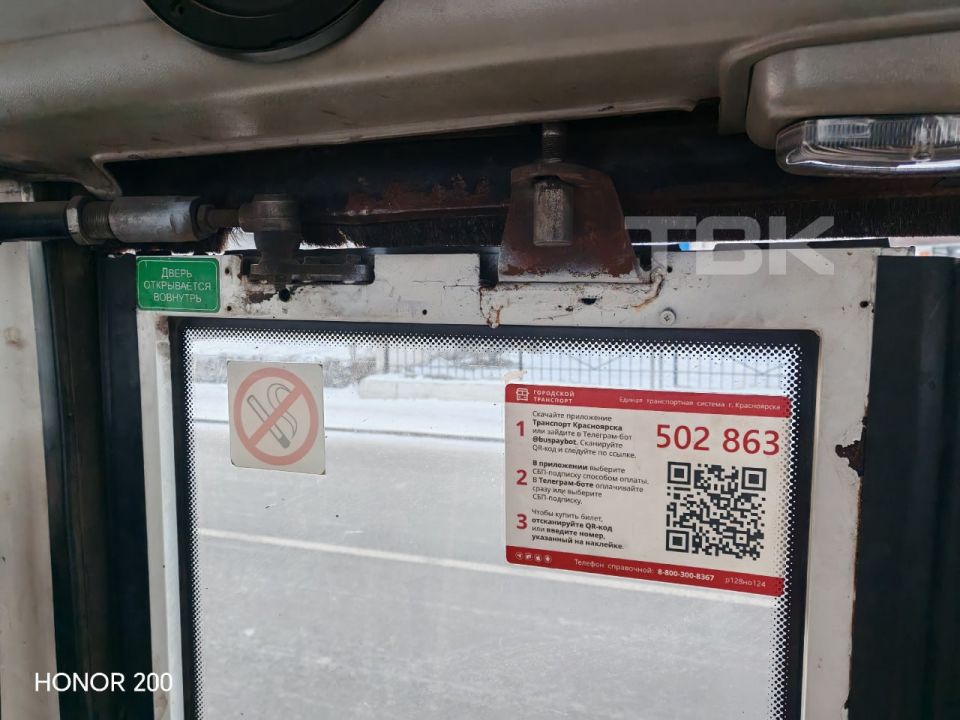 ТВК
ДВЕРЬ
ОТКРЫВАЕТСЯ
ВОВНУТРЬ
ГОРОДСКОЙ
ТРАНСПОРТ
Единая транспортная система г. Красноярска
1
Скачайте приложение
Транспорт Красноярска
или зайдите в Телеграм-бот
@buspaybot. Сканируйте
QR-код и следуйте по ссылке.
502 863
2
В приложении выберите
СБП-подписку способом оплаты.
В Телеграм-боте оплачивайте
сразу или выберите
СБП-подписку.
3
Чтобы купить билет,
отсканируйте QR-код
или введите номер,
указанный на наклейке.
Телефон справочной: 8-800-300-8367
р128но124
HONOR 200